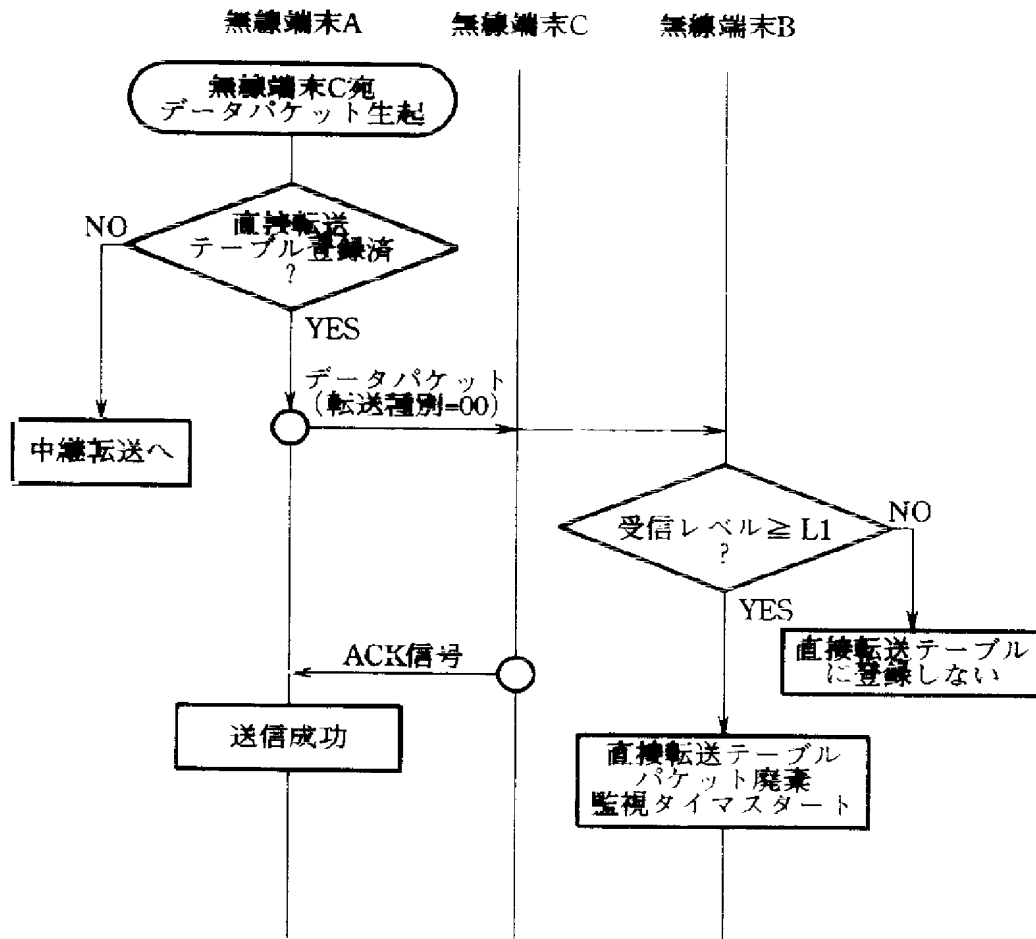 無線端末A
無線端末C
無線端末B
無線端末C宛
データパケット生起
直接転送
テーブル登録済
?
NO
YES
データパケット
(転送種別=00)
中継転送へ
受信レベル≧L1
?
NO
YES
直接転送テーブル
に登録しない
ACK信号
送信成功
直接転送テーブル
パケット廃棄
監視タイマスタート